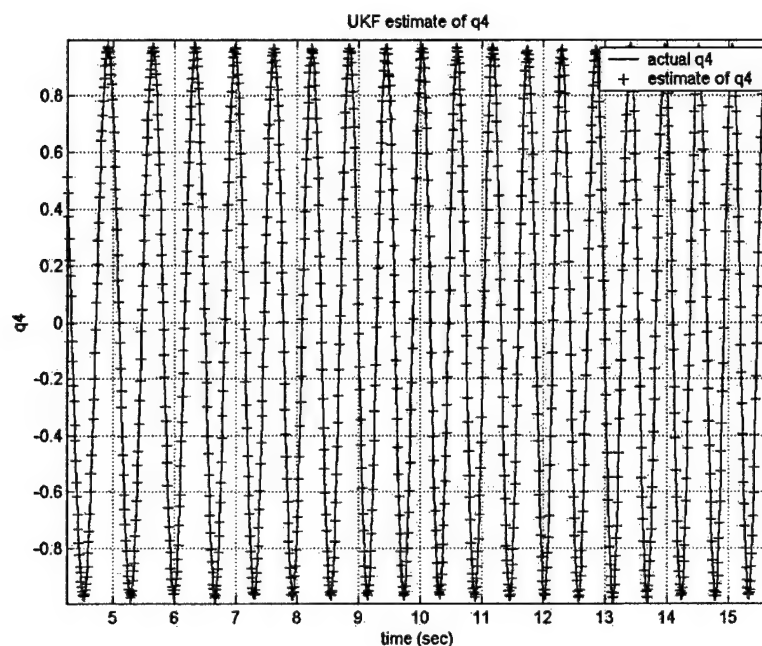 UKF estimate of q4
actual q4
estimate of q4
0.8
0.6
0.4
0.2
0
-0.2
-0.4
-0.6
-0.8
q4
5 6 7 8 9 10 11 12 13 14 15
time (sec)